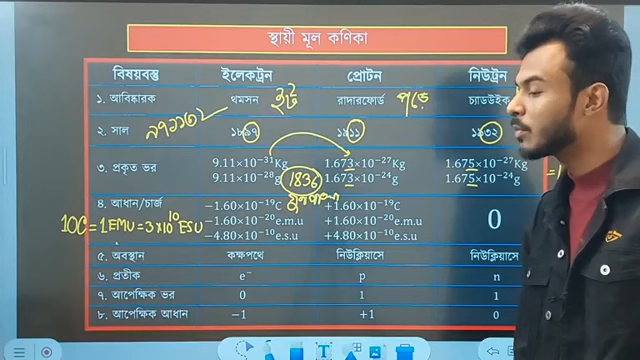 স্থায়ী মূল কণিকা
বিষয়বস্তু ইলেকট্রন প্রোটন নিউট্রন
১. আবিষ্কারক থমসন রাদারফোর্ড পড়ে চ্যাডউইক
২. সাল ১৮৯৭ ১৯১১ ১৯৩২
৩. প্রকৃত ভর 9.11×10⁻³¹Kg 1.673×10⁻²⁷Kg 1.675×10⁻²⁷Kg
9.11×10⁻²⁸g 1836 1.673×10⁻²⁴g 1.675×10⁻²⁴g
৪. আধান/চার্জ −1.60×10⁻¹⁹C +1.60×10⁻¹⁹C 0
10C = 1EMU = 3×10¹⁰ ESU −1.60×10⁻²⁰e.m.u +1.60×10⁻²⁰e.m.u
−4.80×10⁻¹⁰e.s.u +4.80×10⁻¹⁰e.s.u
৫. অবস্থান কক্ষপথে নিউক্লিয়াসে নিউক্লিয়াসে
৬. প্রতীক e⁻ p n
৭. আপেক্ষিক ভর 0 1 1
৮. আপেক্ষিক আধান −1 +1 0